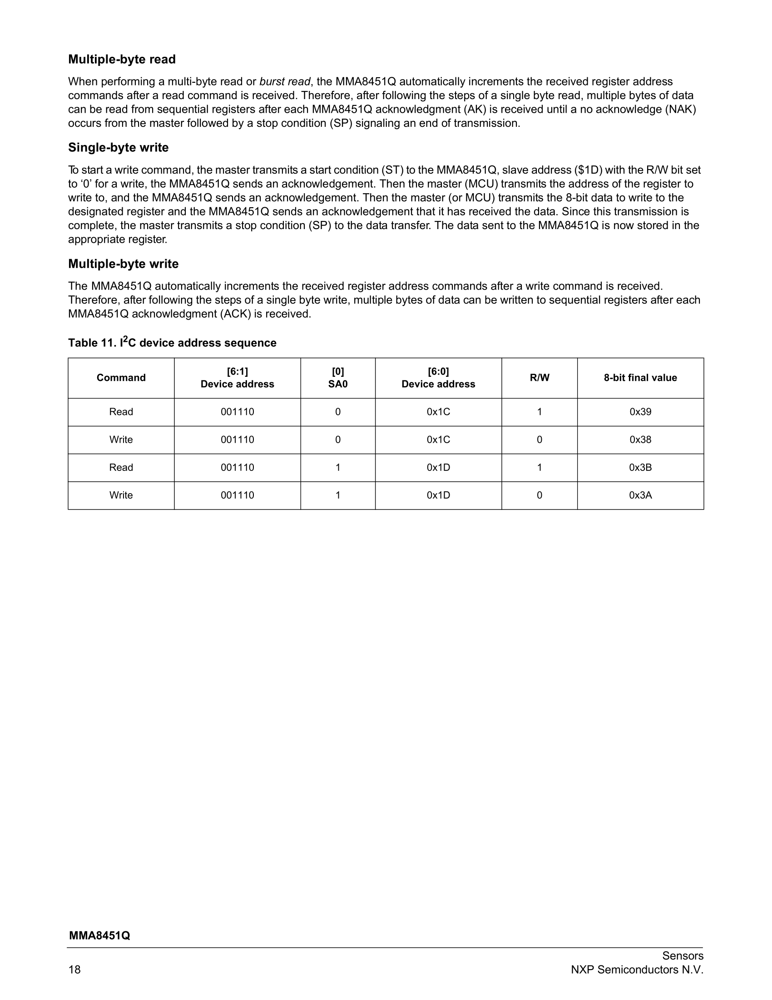 Multiple-byte read
When performing a multi-byte read or burst read, the MMA8451Q automatically increments the received register address
commands after a read command is received. Therefore, after following the steps of a single byte read, multiple bytes of data
can be read from sequential registers after each MMA8451Q acknowledgment (AK) is received until a no acknowledge (NAK)
occurs from the master followed by a stop condition (SP) signaling an end of transmission.
Single-byte write
To start a write command, the master transmits a start condition (ST) to the MMA8451Q, slave address ($1D) with the R/W bit set
to ‘0’ for a write, the MMA8451Q sends an acknowledgement. Then the master (MCU) transmits the address of the register to
write to, and the MMA8451Q sends an acknowledgement. Then the master (or MCU) transmits the 8-bit data to write to the
designated register and the MMA8451Q sends an acknowledgement that it has received the data. Since this transmission is
complete, the master transmits a stop condition (SP) to the data transfer. The data sent to the MMA8451Q is now stored in the
appropriate register.
Multiple-byte write
The MMA8451Q automatically increments the received register address commands after a write command is received.
Therefore, after following the steps of a single byte write, multiple bytes of data can be written to sequential registers after each
MMA8451Q acknowledgment (ACK) is received.
Table 11. I²C device address sequence
Command [6:1] Device address [0] SA0 [6:0] Device address R/W 8-bit final value
Read 001110 0 0x1C 1 0x39
Write 001110 0 0x1C 0 0x38
Read 001110 1 0x1D 1 0x3B
Write 001110 1 0x1D 0 0x3A
MMA8451Q
Sensors
18 NXP Semiconductors N.V.